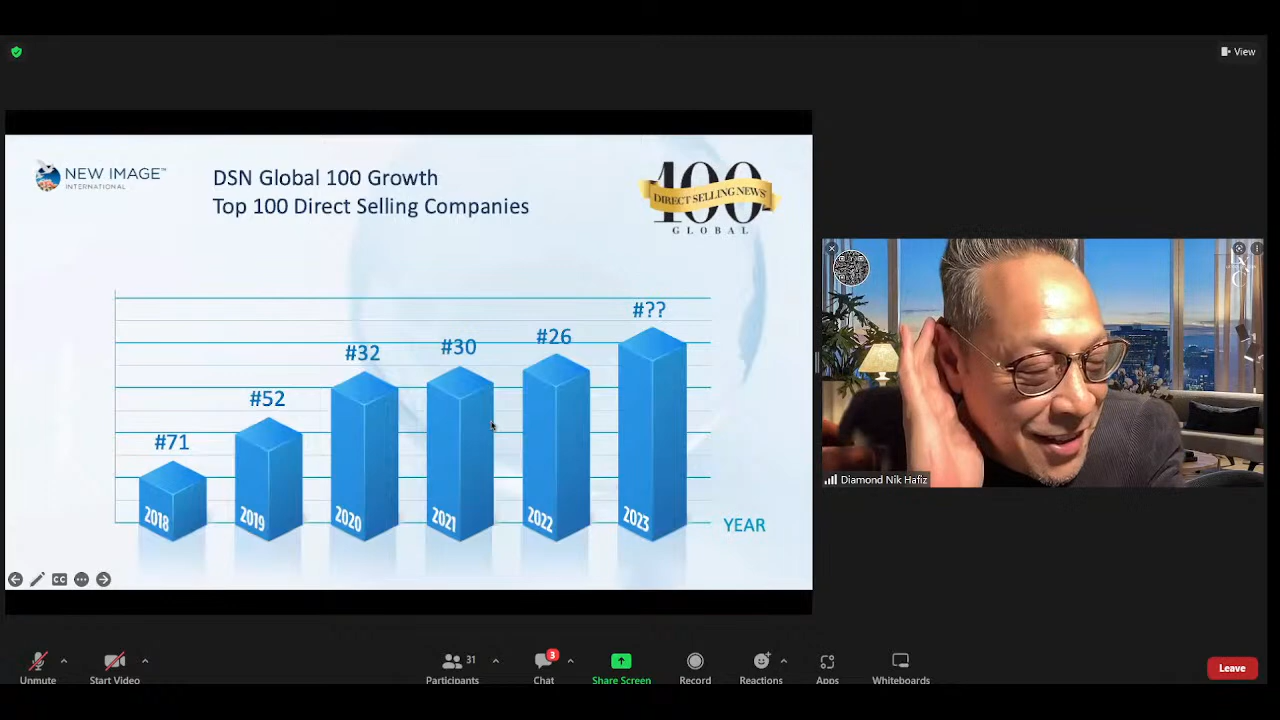 View
NEW IMAGE™
INTERNATIONAL
DSN Global 100 Growth
Top 100 Direct Selling Companies
100
DIRECT SELLING NEWS
GLOBAL
#71
#52
#32
#30
#26
#??
2018
2019
2020
2021
2022
2023
YEAR
CC
Diamond Nik Hafiz
Unmute
Start Video
31
Participants
3
Chat
Share Screen
Record
Reactions
Apps
Whiteboards
Leave